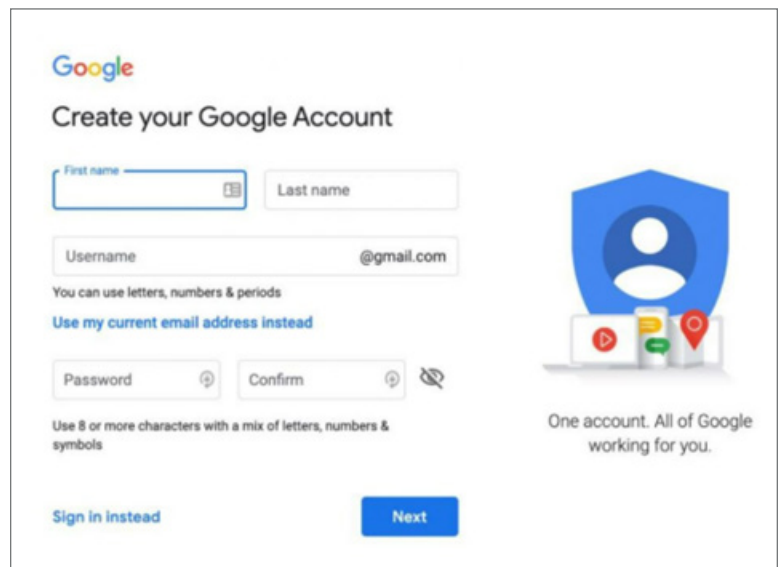 Google
Create your Google Account
First name
Last name
Username @gmail.com
You can use letters, numbers & periods
Use my current email address instead
Password Confirm
Use 8 or more characters with a mix of letters, numbers &
symbols
Sign in instead Next
One account. All of Google
working for you.